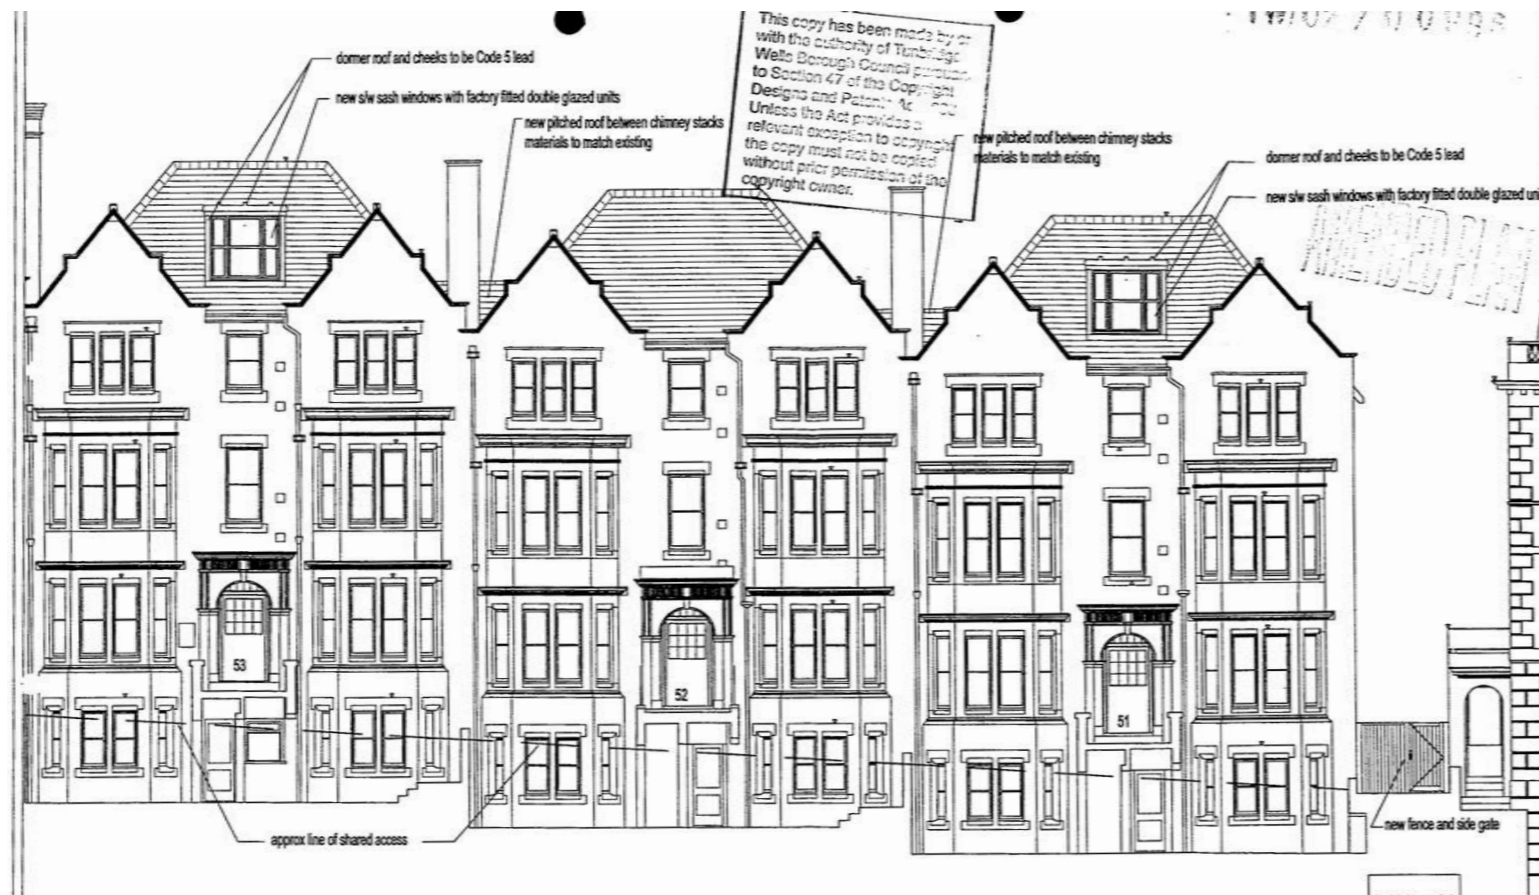 This copy has been made by or
with the authority of Tunbridge
Wells Borough Council pursuant
to Section 47 of the Copyright
Designs and Patents
Unless the Act provides a
relevant exception to copyright
the copy must not be copied
without prior permission of the
copyright owner.
dormer roof and cheeks to be Code 5 lead
new s/w sash windows with factory fitted double glazed units
new pitched roof between chimney stacks
materials to match existing
new pitched roof between chimney stacks
materials to match existing
dormer roof and cheeks to be Code 5 lead
new s/w sash windows with factory fitted double glazed uni
AMENDED PLAN
53
52
51
approx line of shared access
new fence and side gate